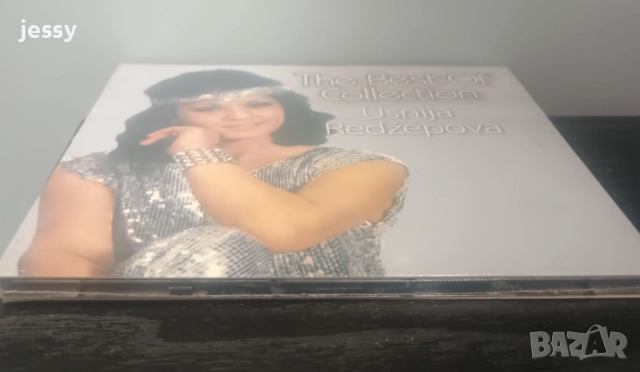 jessy
The Best Of
Collection
Usnija
Redžepova
BAZAR